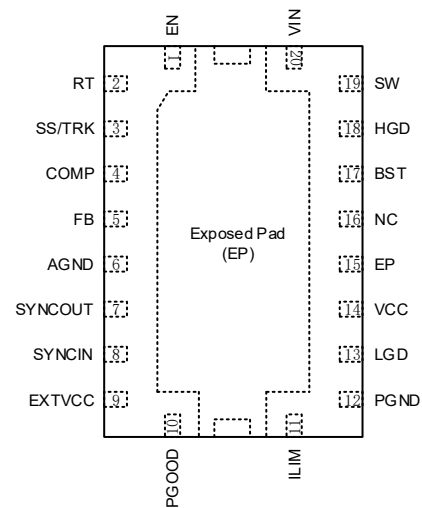 EN
VIN
1
20
RT 2
19 SW
SS/TRK 3
18 HGD
COMP 4
17 BST
FB 5
16 NC
Exposed Pad
(EP)
AGND 6
15 EP
SYNCOUT 7
14 VCC
SYNCIN 8
13 LGD
EXTVCC 9
12 PGND
10
11
PGOOD
ILIM